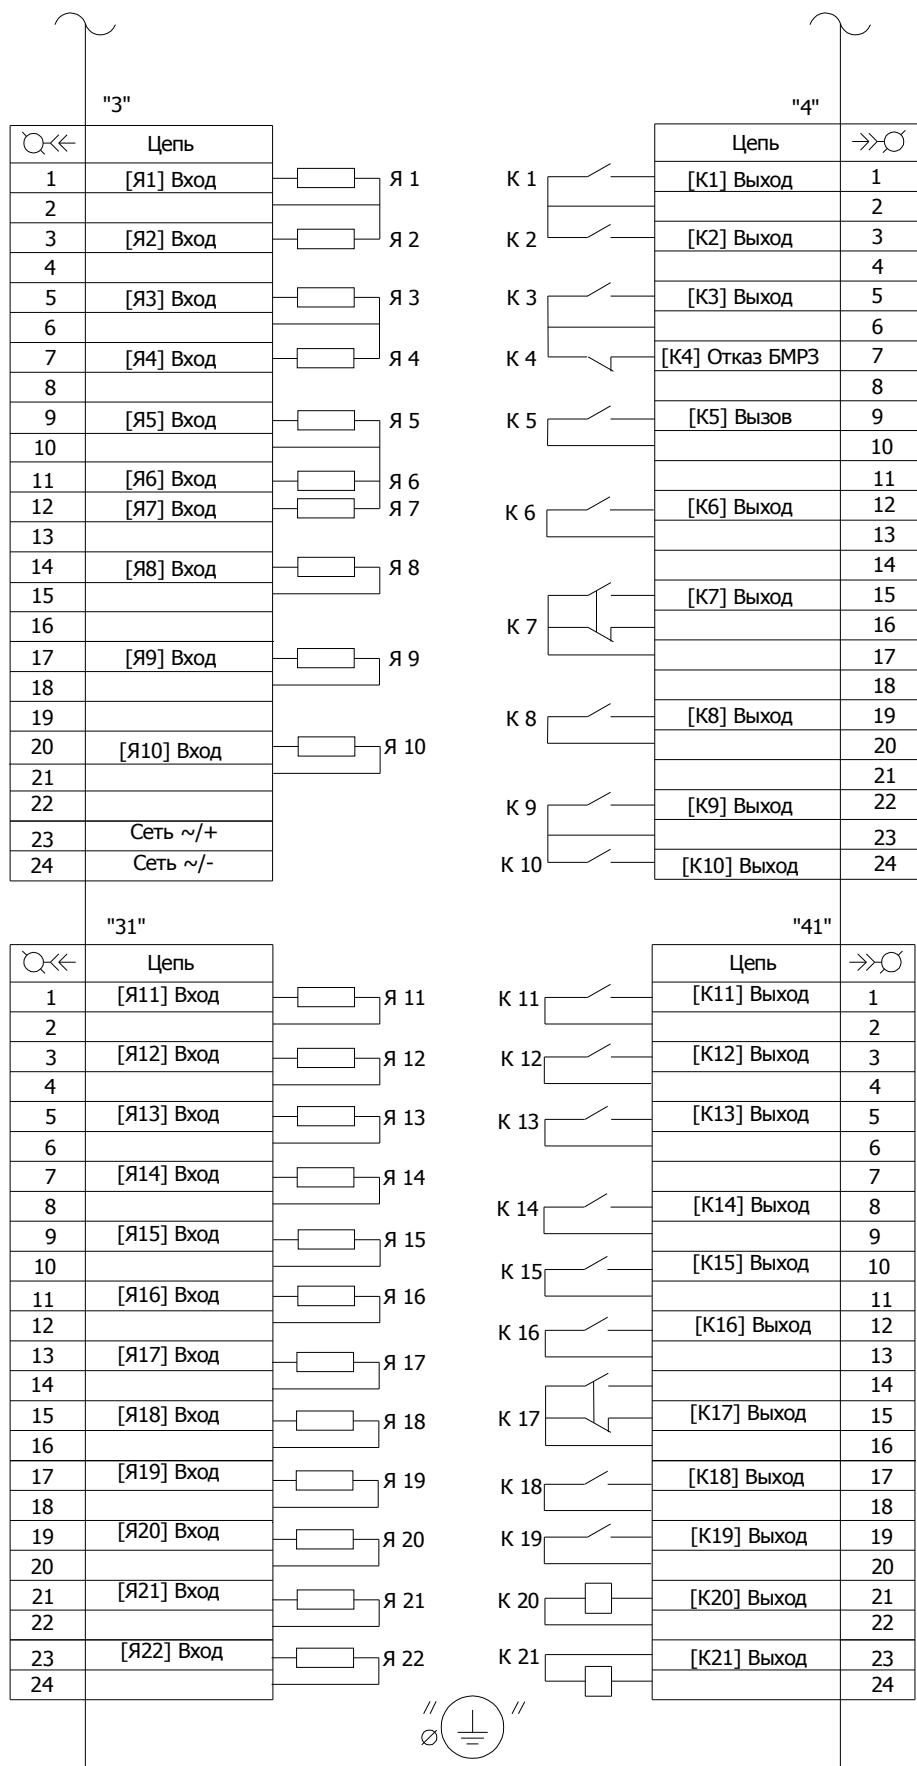 "3"
Цепь
1 [Я1] Вход Я 1
2
3 [Я2] Вход Я 2
4
5 [Я3] Вход Я 3
6
7 [Я4] Вход Я 4
8
9 [Я5] Вход Я 5
10
11 [Я6] Вход Я 6
12 [Я7] Вход Я 7
13
14 [Я8] Вход Я 8
15
16
17 [Я9] Вход Я 9
18
19
20 [Я10] Вход Я 10
21
22
23 Сеть ~/+
24 Сеть ~/-
"4"
Цепь
К 1 [К1] Выход 1
2
К 2 [К2] Выход 3
4
К 3 [К3] Выход 5
6
К 4 [К4] Отказ БМРЗ 7
8
К 5 [К5] Вызов 9
10
11
К 6 [К6] Выход 12
13
14
[К7] Выход 15
К 7 16
17
18
К 8 [К8] Выход 19
20
21
К 9 [К9] Выход 22
23
К 10 [К10] Выход 24
"31"
Цепь
1 [Я11] Вход Я 11
2
3 [Я12] Вход Я 12
4
5 [Я13] Вход Я 13
6
7 [Я14] Вход Я 14
8
9 [Я15] Вход Я 15
10
11 [Я16] Вход Я 16
12
13 [Я17] Вход Я 17
14
15 [Я18] Вход Я 18
16
17 [Я19] Вход Я 19
18
19 [Я20] Вход Я 20
20
21 [Я21] Вход Я 21
22
23 [Я22] Вход Я 22
24
"41"
Цепь
К 11 [К11] Выход 1
2
К 12 [К12] Выход 3
4
К 13 [К13] Выход 5
6
7
К 14 [К14] Выход 8
9
К 15 [К15] Выход 10
11
К 16 [К16] Выход 12
13
14
К 17 [К17] Выход 15
16
К 18 [К18] Выход 17
18
К 19 [К19] Выход 19
20
К 20 [К20] Выход 21
22
К 21 [К21] Выход 23
24